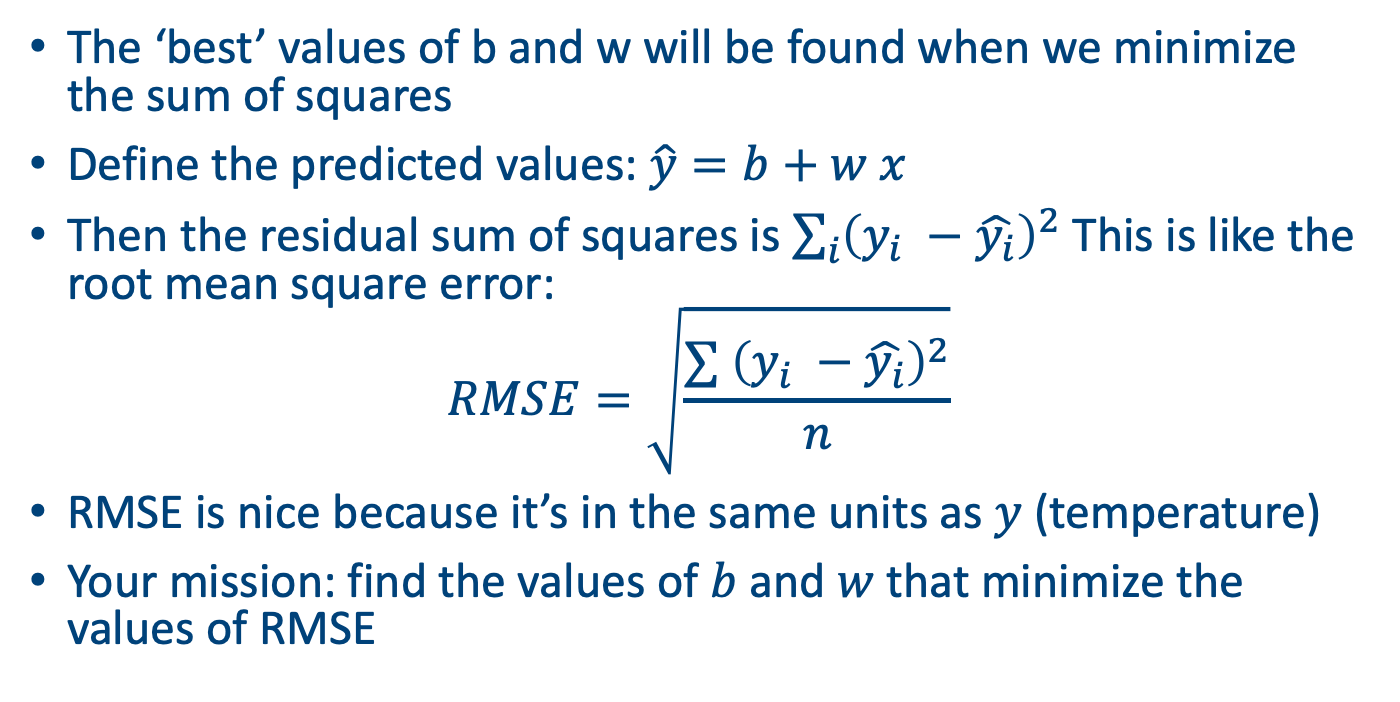 • The ‘best’ values of b and w will be found when we minimize
the sum of squares
• Define the predicted values: ŷ = b + w x
• Then the residual sum of squares is ∑ᵢ(yᵢ − ŷᵢ)² This is like the
root mean square error:
RMSE = √(∑ (yᵢ − ŷᵢ)² / n)
• RMSE is nice because it’s in the same units as y (temperature)
• Your mission: find the values of b and w that minimize the
values of RMSE